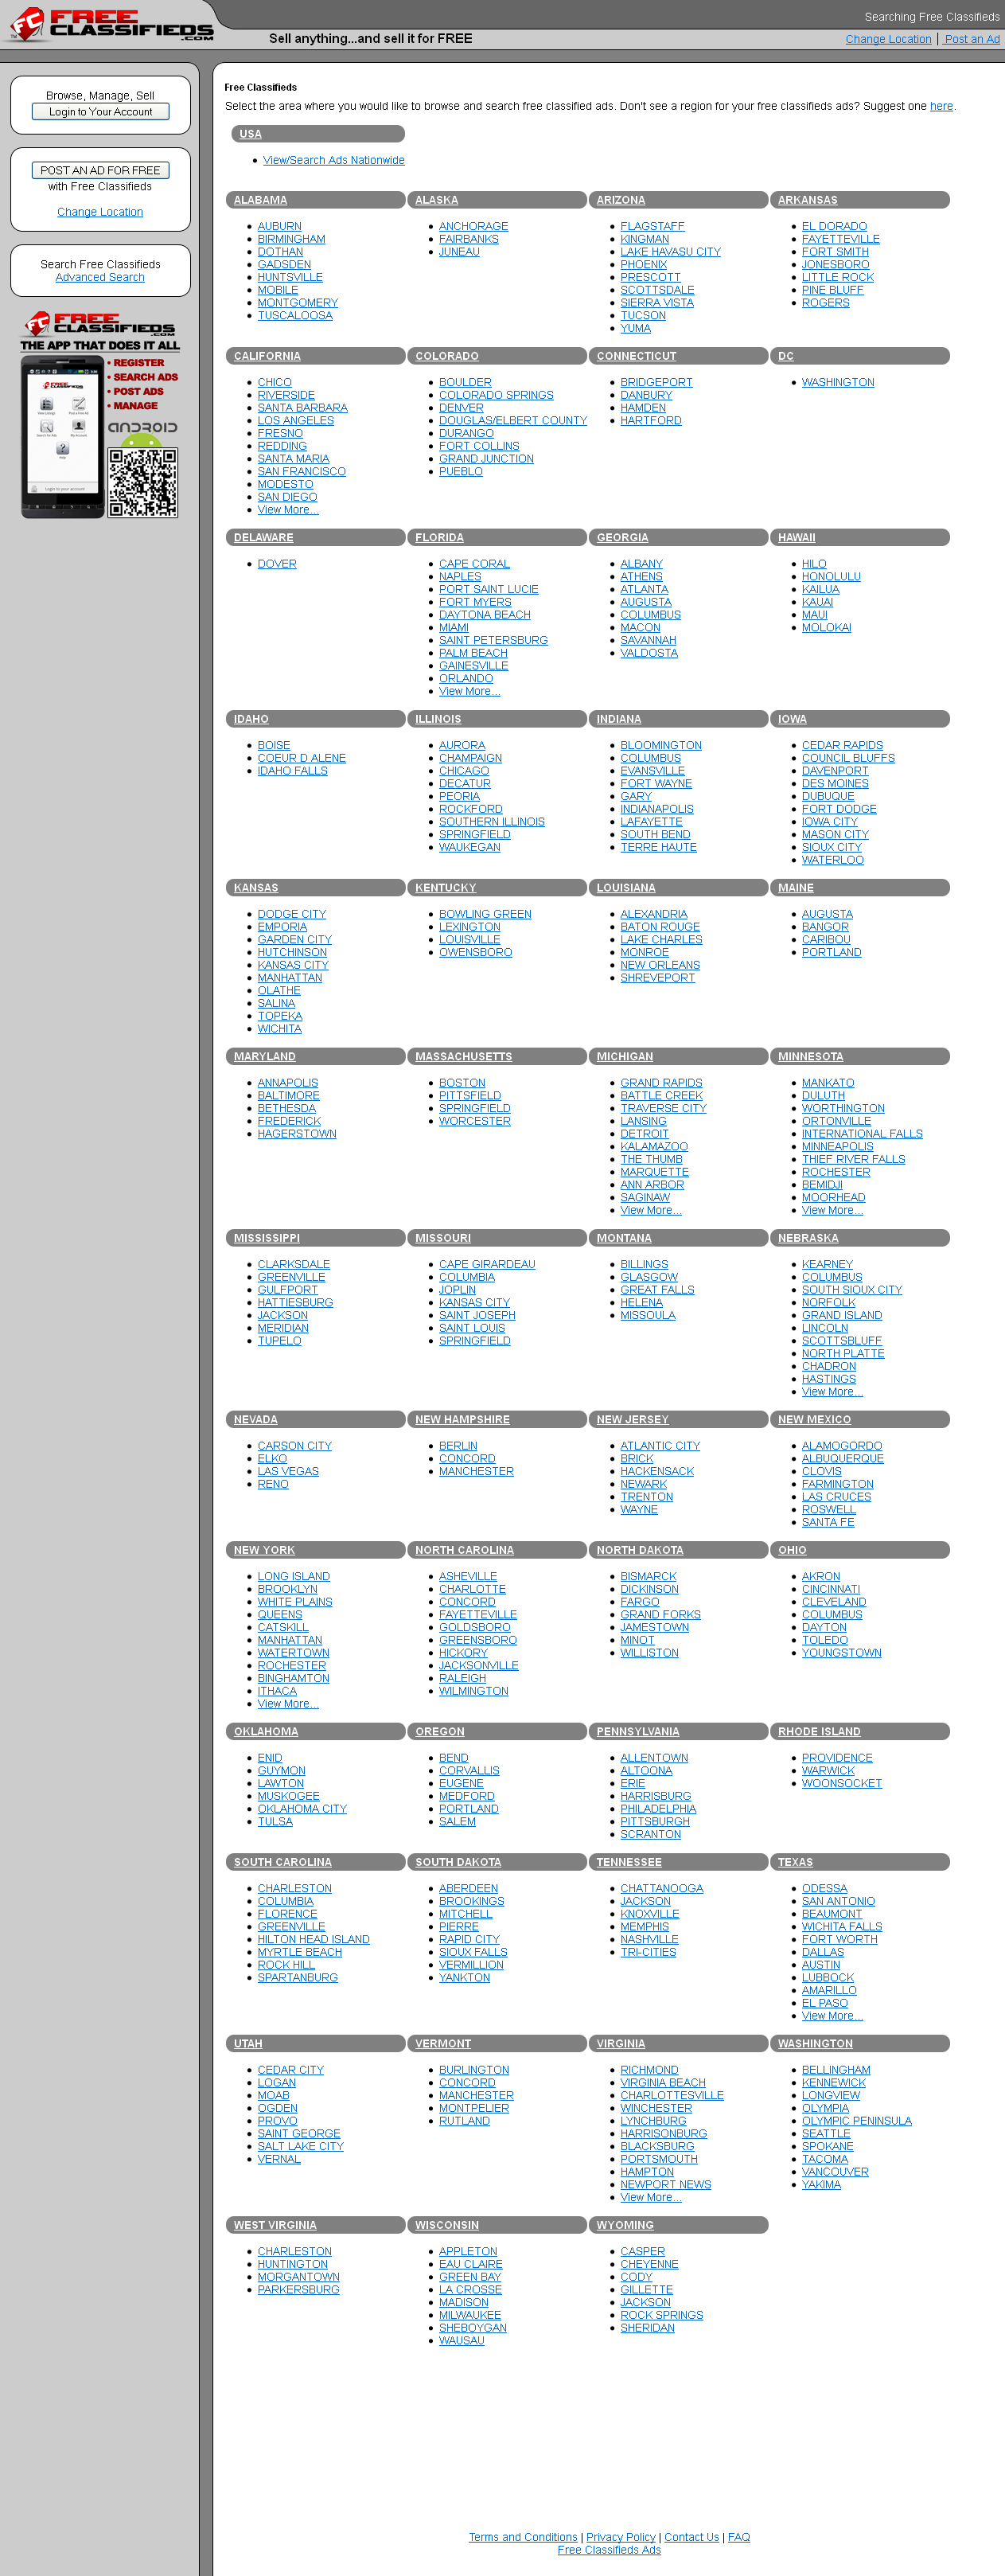 FREE
CLASSIFIEDS.COM
Sell anything...and sell it for FREE
Searching Free Classifieds
Change Location | Post an Ad
Browse, Manage, Sell
Login to Your Account
POST AN AD FOR FREE
with Free Classifieds
Change Location
Search Free Classifieds
Advanced Search
FREE
CLASSIFIEDS.COM
THE APP THAT DOES IT ALL
• REGISTER
• SEARCH ADS
• POST ADS
• MANAGE
ANDROID
Free Classifieds
Select the area where you would like to browse and search free classified ads. Don't see a region for your free classifieds ads? Suggest one here.
USA
View/Search Ads Nationwide
ALABAMA
AUBURN
BIRMINGHAM
DOTHAN
GADSDEN
HUNTSVILLE
MOBILE
MONTGOMERY
TUSCALOOSA
ALASKA
ANCHORAGE
FAIRBANKS
JUNEAU
ARIZONA
FLAGSTAFF
KINGMAN
LAKE HAVASU CITY
PHOENIX
PRESCOTT
SCOTTSDALE
SIERRA VISTA
TUCSON
YUMA
ARKANSAS
EL DORADO
FAYETTEVILLE
FORT SMITH
JONESBORO
LITTLE ROCK
PINE BLUFF
ROGERS
CALIFORNIA
CHICO
RIVERSIDE
SANTA BARBARA
LOS ANGELES
FRESNO
REDDING
SANTA MARIA
SAN FRANCISCO
MODESTO
SAN DIEGO
View More...
COLORADO
BOULDER
COLORADO SPRINGS
DENVER
DOUGLAS/ELBERT COUNTY
DURANGO
FORT COLLINS
GRAND JUNCTION
PUEBLO
CONNECTICUT
BRIDGEPORT
DANBURY
HAMDEN
HARTFORD
DC
WASHINGTON
DELAWARE
DOVER
FLORIDA
CAPE CORAL
NAPLES
PORT SAINT LUCIE
FORT MYERS
DAYTONA BEACH
MIAMI
SAINT PETERSBURG
PALM BEACH
GAINESVILLE
ORLANDO
View More...
GEORGIA
ALBANY
ATHENS
ATLANTA
AUGUSTA
COLUMBUS
MACON
SAVANNAH
VALDOSTA
HAWAII
HILO
HONOLULU
KAILUA
KAUAI
MAUI
MOLOKAI
IDAHO
BOISE
COEUR D ALENE
IDAHO FALLS
ILLINOIS
AURORA
CHAMPAIGN
CHICAGO
DECATUR
PEORIA
ROCKFORD
SOUTHERN ILLINOIS
SPRINGFIELD
WAUKEGAN
INDIANA
BLOOMINGTON
COLUMBUS
EVANSVILLE
FORT WAYNE
GARY
INDIANAPOLIS
LAFAYETTE
SOUTH BEND
TERRE HAUTE
IOWA
CEDAR RAPIDS
COUNCIL BLUFFS
DAVENPORT
DES MOINES
DUBUQUE
FORT DODGE
IOWA CITY
MASON CITY
SIOUX CITY
WATERLOO
KANSAS
DODGE CITY
EMPORIA
GARDEN CITY
HUTCHINSON
KANSAS CITY
MANHATTAN
OLATHE
SALINA
TOPEKA
WICHITA
KENTUCKY
BOWLING GREEN
LEXINGTON
LOUISVILLE
OWENSBORO
LOUISIANA
ALEXANDRIA
BATON ROUGE
LAKE CHARLES
MONROE
NEW ORLEANS
SHREVEPORT
MAINE
AUGUSTA
BANGOR
CARIBOU
PORTLAND
MARYLAND
ANNAPOLIS
BALTIMORE
BETHESDA
FREDERICK
HAGERSTOWN
MASSACHUSETTS
BOSTON
PITTSFIELD
SPRINGFIELD
WORCESTER
MICHIGAN
GRAND RAPIDS
BATTLE CREEK
TRAVERSE CITY
LANSING
DETROIT
KALAMAZOO
THE THUMB
MARQUETTE
ANN ARBOR
SAGINAW
View More...
MINNESOTA
MANKATO
DULUTH
WORTHINGTON
ORTONVILLE
INTERNATIONAL FALLS
MINNEAPOLIS
THIEF RIVER FALLS
ROCHESTER
BEMIDJI
MOORHEAD
View More...
MISSISSIPPI
CLARKSDALE
GREENVILLE
GULFPORT
HATTIESBURG
JACKSON
MERIDIAN
TUPELO
MISSOURI
CAPE GIRARDEAU
COLUMBIA
JOPLIN
KANSAS CITY
SAINT JOSEPH
SAINT LOUIS
SPRINGFIELD
MONTANA
BILLINGS
GLASGOW
GREAT FALLS
HELENA
MISSOULA
NEBRASKA
KEARNEY
COLUMBUS
SOUTH SIOUX CITY
NORFOLK
GRAND ISLAND
LINCOLN
SCOTTSBLUFF
NORTH PLATTE
CHADRON
HASTINGS
View More...
NEVADA
CARSON CITY
ELKO
LAS VEGAS
RENO
NEW HAMPSHIRE
BERLIN
CONCORD
MANCHESTER
NEW JERSEY
ATLANTIC CITY
BRICK
HACKENSACK
NEWARK
TRENTON
WAYNE
NEW MEXICO
ALAMOGORDO
ALBUQUERQUE
CLOVIS
FARMINGTON
LAS CRUCES
ROSWELL
SANTA FE
NEW YORK
LONG ISLAND
BROOKLYN
WHITE PLAINS
QUEENS
CATSKILL
MANHATTAN
WATERTOWN
ROCHESTER
BINGHAMTON
ITHACA
View More...
NORTH CAROLINA
ASHEVILLE
CHARLOTTE
CONCORD
FAYETTEVILLE
GOLDSBORO
GREENSBORO
HICKORY
JACKSONVILLE
RALEIGH
WILMINGTON
NORTH DAKOTA
BISMARCK
DICKINSON
FARGO
GRAND FORKS
JAMESTOWN
MINOT
WILLISTON
OHIO
AKRON
CINCINNATI
CLEVELAND
COLUMBUS
DAYTON
TOLEDO
YOUNGSTOWN
OKLAHOMA
ENID
GUYMON
LAWTON
MUSKOGEE
OKLAHOMA CITY
TULSA
OREGON
BEND
CORVALLIS
EUGENE
MEDFORD
PORTLAND
SALEM
PENNSYLVANIA
ALLENTOWN
ALTOONA
ERIE
HARRISBURG
PHILADELPHIA
PITTSBURGH
SCRANTON
RHODE ISLAND
PROVIDENCE
WARWICK
WOONSOCKET
SOUTH CAROLINA
CHARLESTON
COLUMBIA
FLORENCE
GREENVILLE
HILTON HEAD ISLAND
MYRTLE BEACH
ROCK HILL
SPARTANBURG
SOUTH DAKOTA
ABERDEEN
BROOKINGS
MITCHELL
PIERRE
RAPID CITY
SIOUX FALLS
VERMILLION
YANKTON
TENNESSEE
CHATTANOOGA
JACKSON
KNOXVILLE
MEMPHIS
NASHVILLE
TRI-CITIES
TEXAS
ODESSA
SAN ANTONIO
BEAUMONT
WICHITA FALLS
FORT WORTH
DALLAS
AUSTIN
LUBBOCK
AMARILLO
EL PASO
View More...
UTAH
CEDAR CITY
LOGAN
MOAB
OGDEN
PROVO
SAINT GEORGE
SALT LAKE CITY
VERNAL
VERMONT
BURLINGTON
CONCORD
MANCHESTER
MONTPELIER
RUTLAND
VIRGINIA
RICHMOND
VIRGINIA BEACH
CHARLOTTESVILLE
WINCHESTER
LYNCHBURG
HARRISONBURG
BLACKSBURG
PORTSMOUTH
HAMPTON
NEWPORT NEWS
View More...
WASHINGTON
BELLINGHAM
KENNEWICK
LONGVIEW
OLYMPIA
OLYMPIC PENINSULA
SEATTLE
SPOKANE
TACOMA
VANCOUVER
YAKIMA
WEST VIRGINIA
CHARLESTON
HUNTINGTON
MORGANTOWN
PARKERSBURG
WISCONSIN
APPLETON
EAU CLAIRE
GREEN BAY
LA CROSSE
MADISON
MILWAUKEE
SHEBOYGAN
WAUSAU
WYOMING
CASPER
CHEYENNE
CODY
GILLETTE
JACKSON
ROCK SPRINGS
SHERIDAN
Terms and Conditions | Privacy Policy | Contact Us | FAQ
Free Classifieds Ads